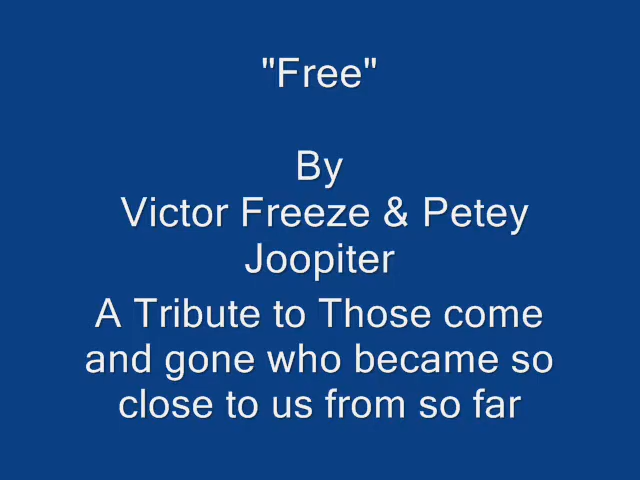 "Free"
By
Victor Freeze & Petey
Joopiter
A Tribute to Those come
and gone who became so
close to us from so far